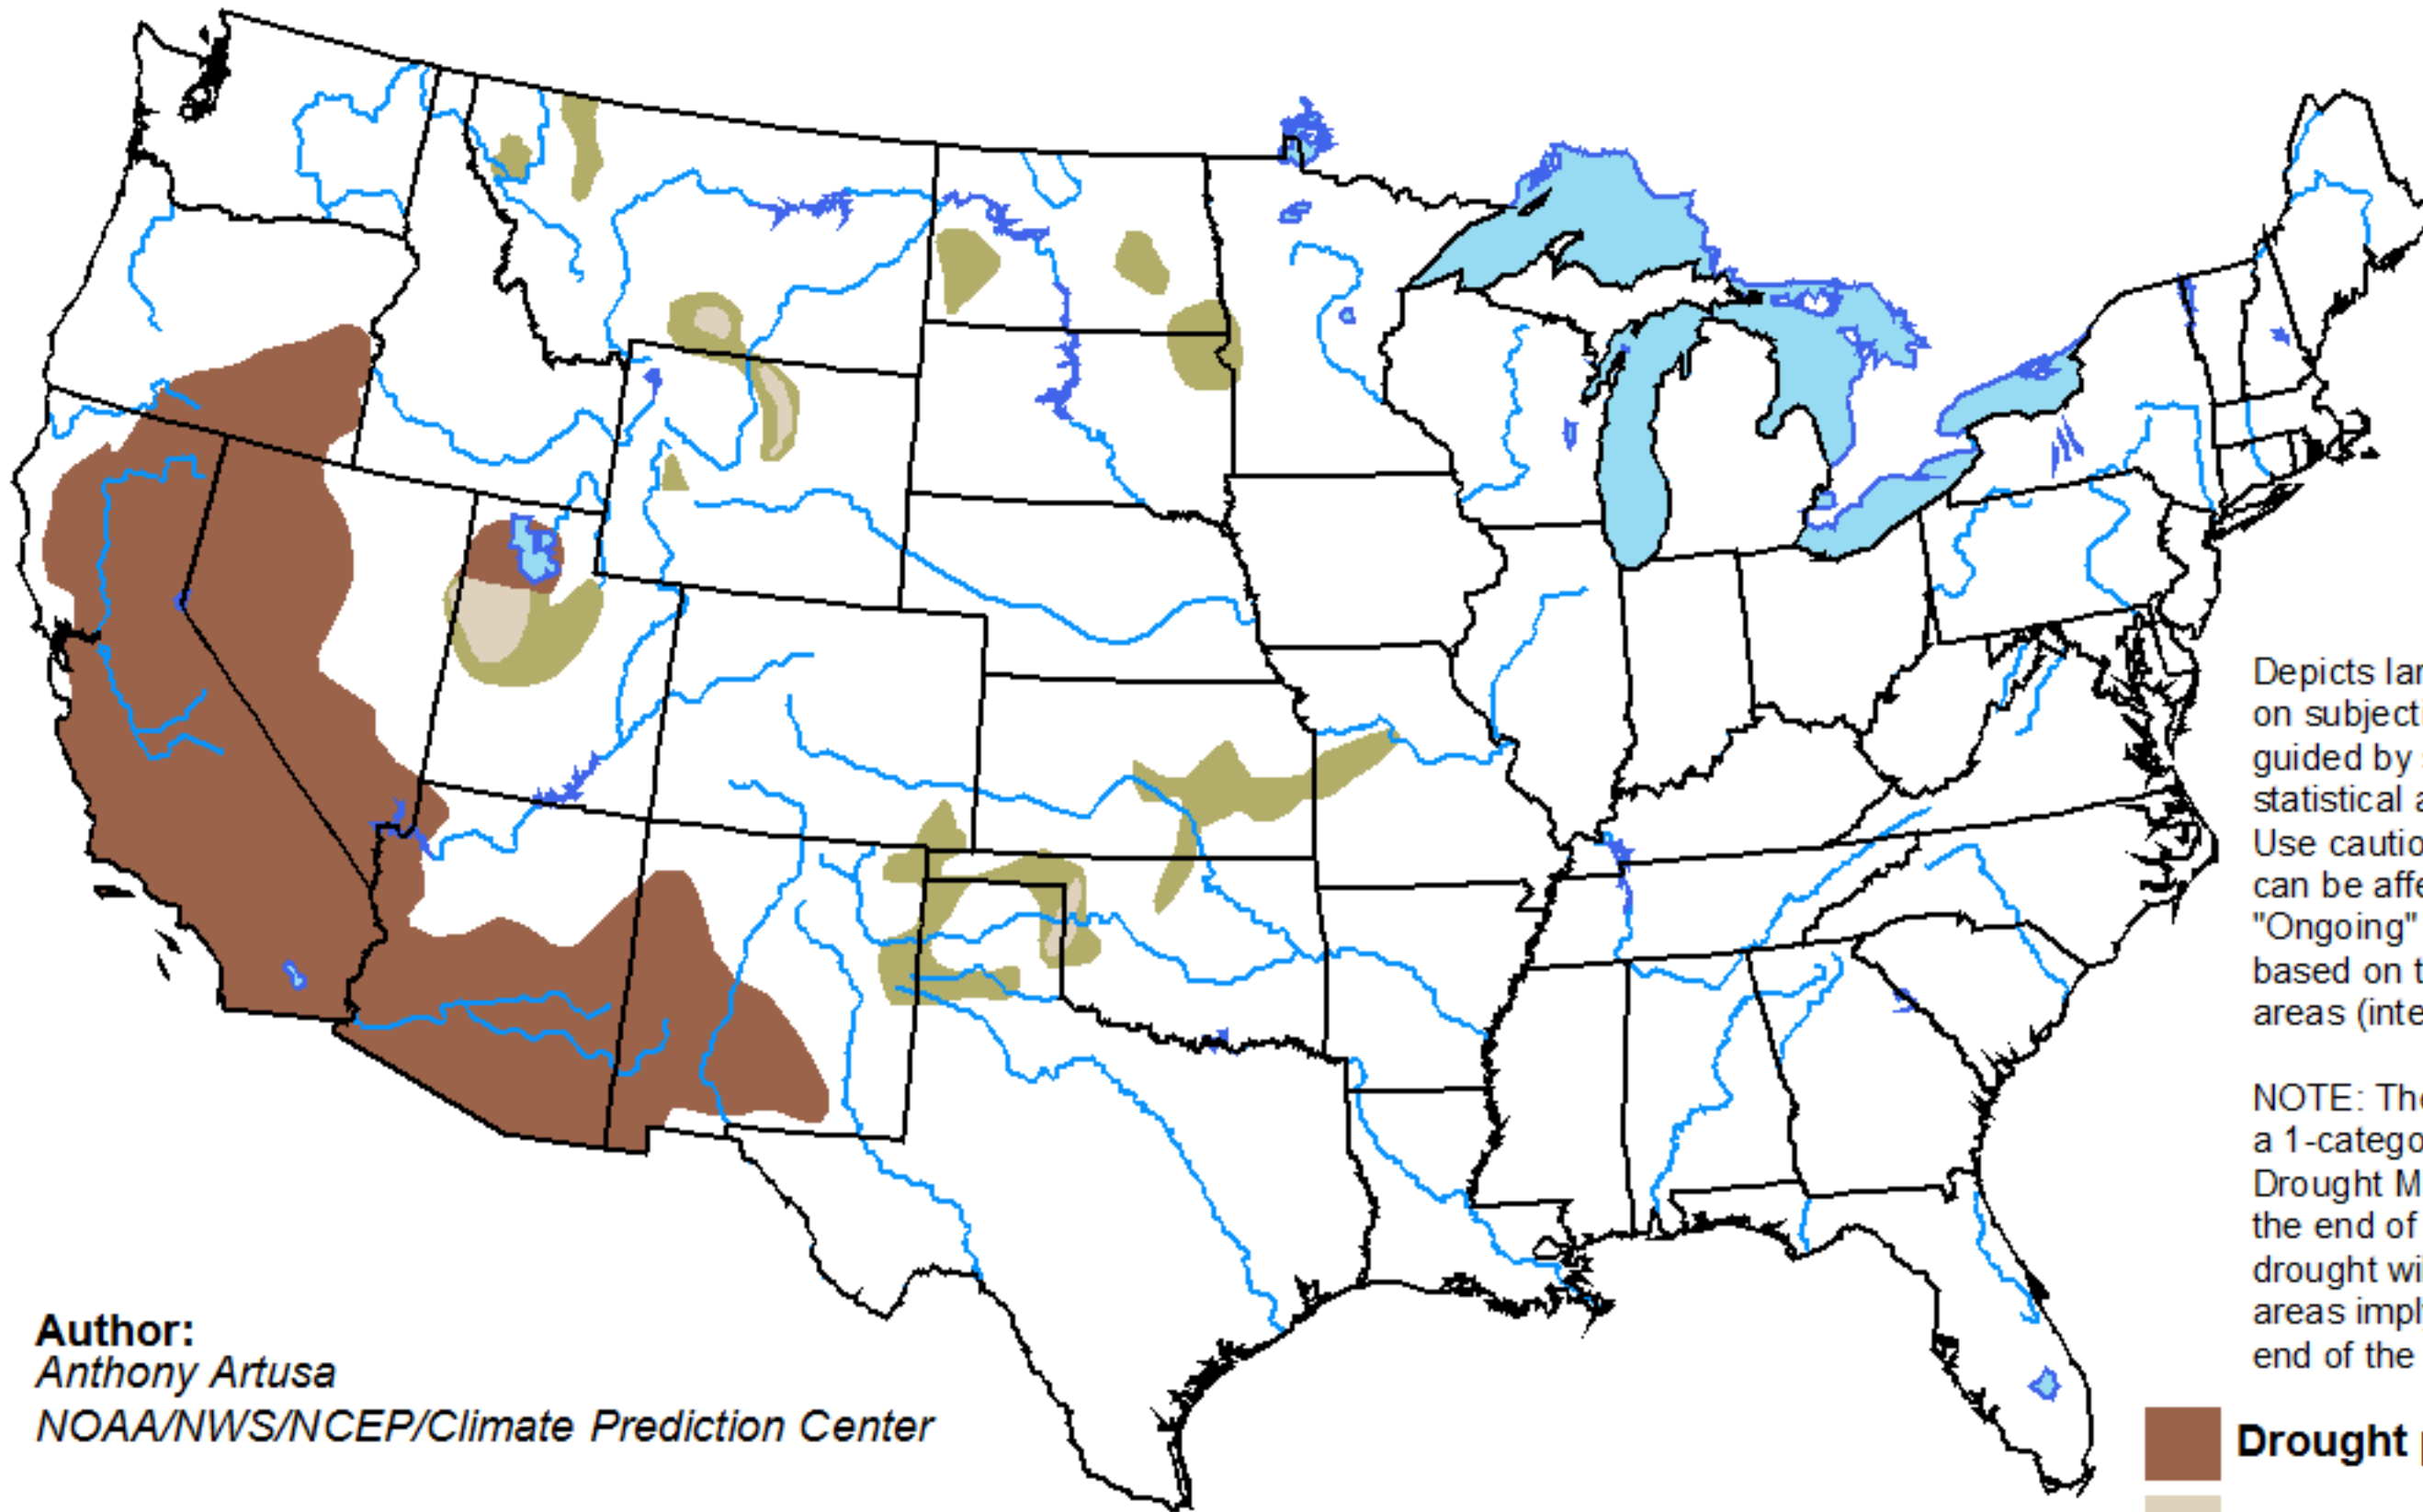 Depicts lar
on subjecti
guided by
statistical a
Use cautio
can be affe
"Ongoing"
based on t
areas (inte
NOTE: The
a 1-catego
Drought M
the end of
drought wi
areas impl
end of the
Author:
Anthony Artusa
NOAA/NWS/NCEP/Climate Prediction Center
Drought